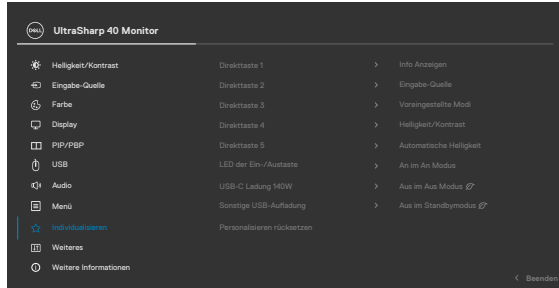 DELL UltraSharp 40 Monitor
Helligkeit/Kontrast Direkttaste 1 > Info Anzeigen
Eingabe-Quelle Direkttaste 2 > Eingabe-Quelle
Farbe Direkttaste 3 > Voreingestellte Modi
Display Direkttaste 4 > Helligkeit/Kontrast
PIP/PBP Direkttaste 5 > Automatische Helligkeit
USB LED der Ein-/Austaste > An im An Modus
Audio USB-C Ladung 140W > Aus im Aus Modus
Menü Sonstige USB-Aufladung > Aus im Standbymodus
Individualisieren Personalisieren rücksetzen
Weiteres
Weitere Informationen
< Beenden